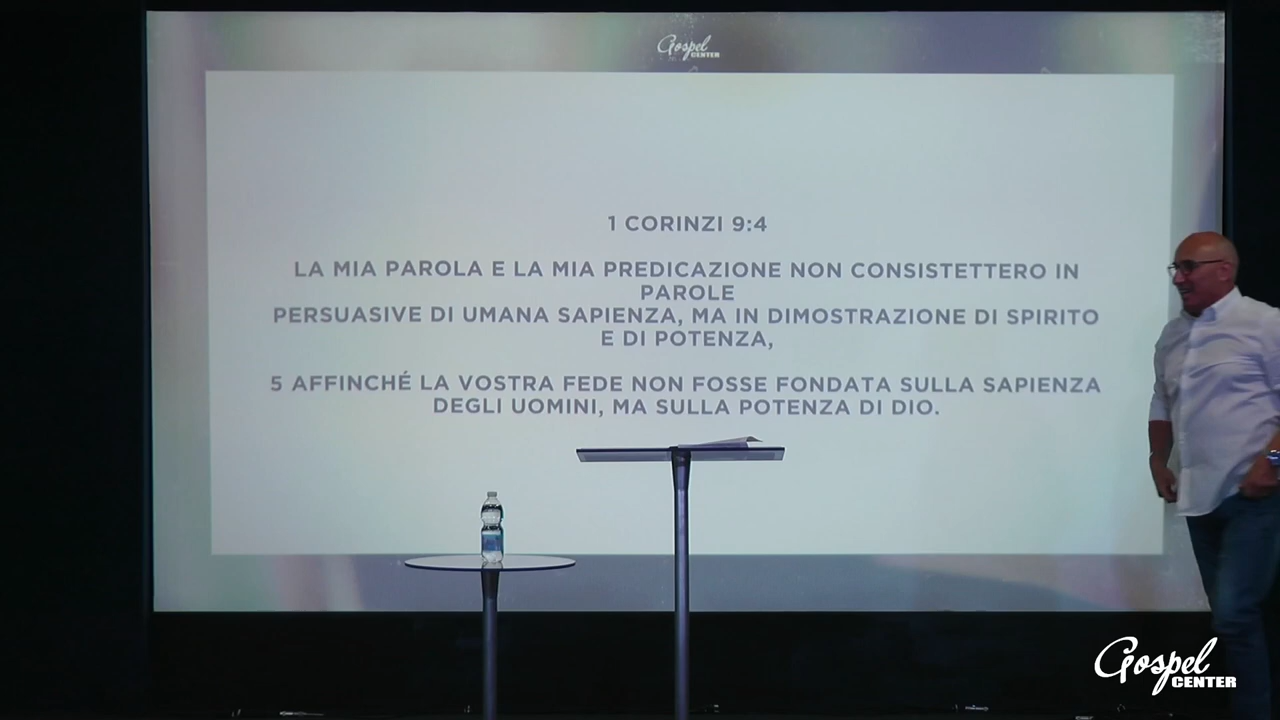 Gospel
CENTER
1 CORINZI 9:4
LA MIA PAROLA E LA MIA PREDICAZIONE NON CONSISTETTERO IN
PAROLE
PERSUASIVE DI UMANA SAPIENZA, MA IN DIMOSTRAZIONE DI SPIRITO
E DI POTENZA,
5 AFFINCHÉ LA VOSTRA FEDE NON FOSSE FONDATA SULLA SAPIENZA
DEGLI UOMINI, MA SULLA POTENZA DI DIO.
Gospel
CENTER